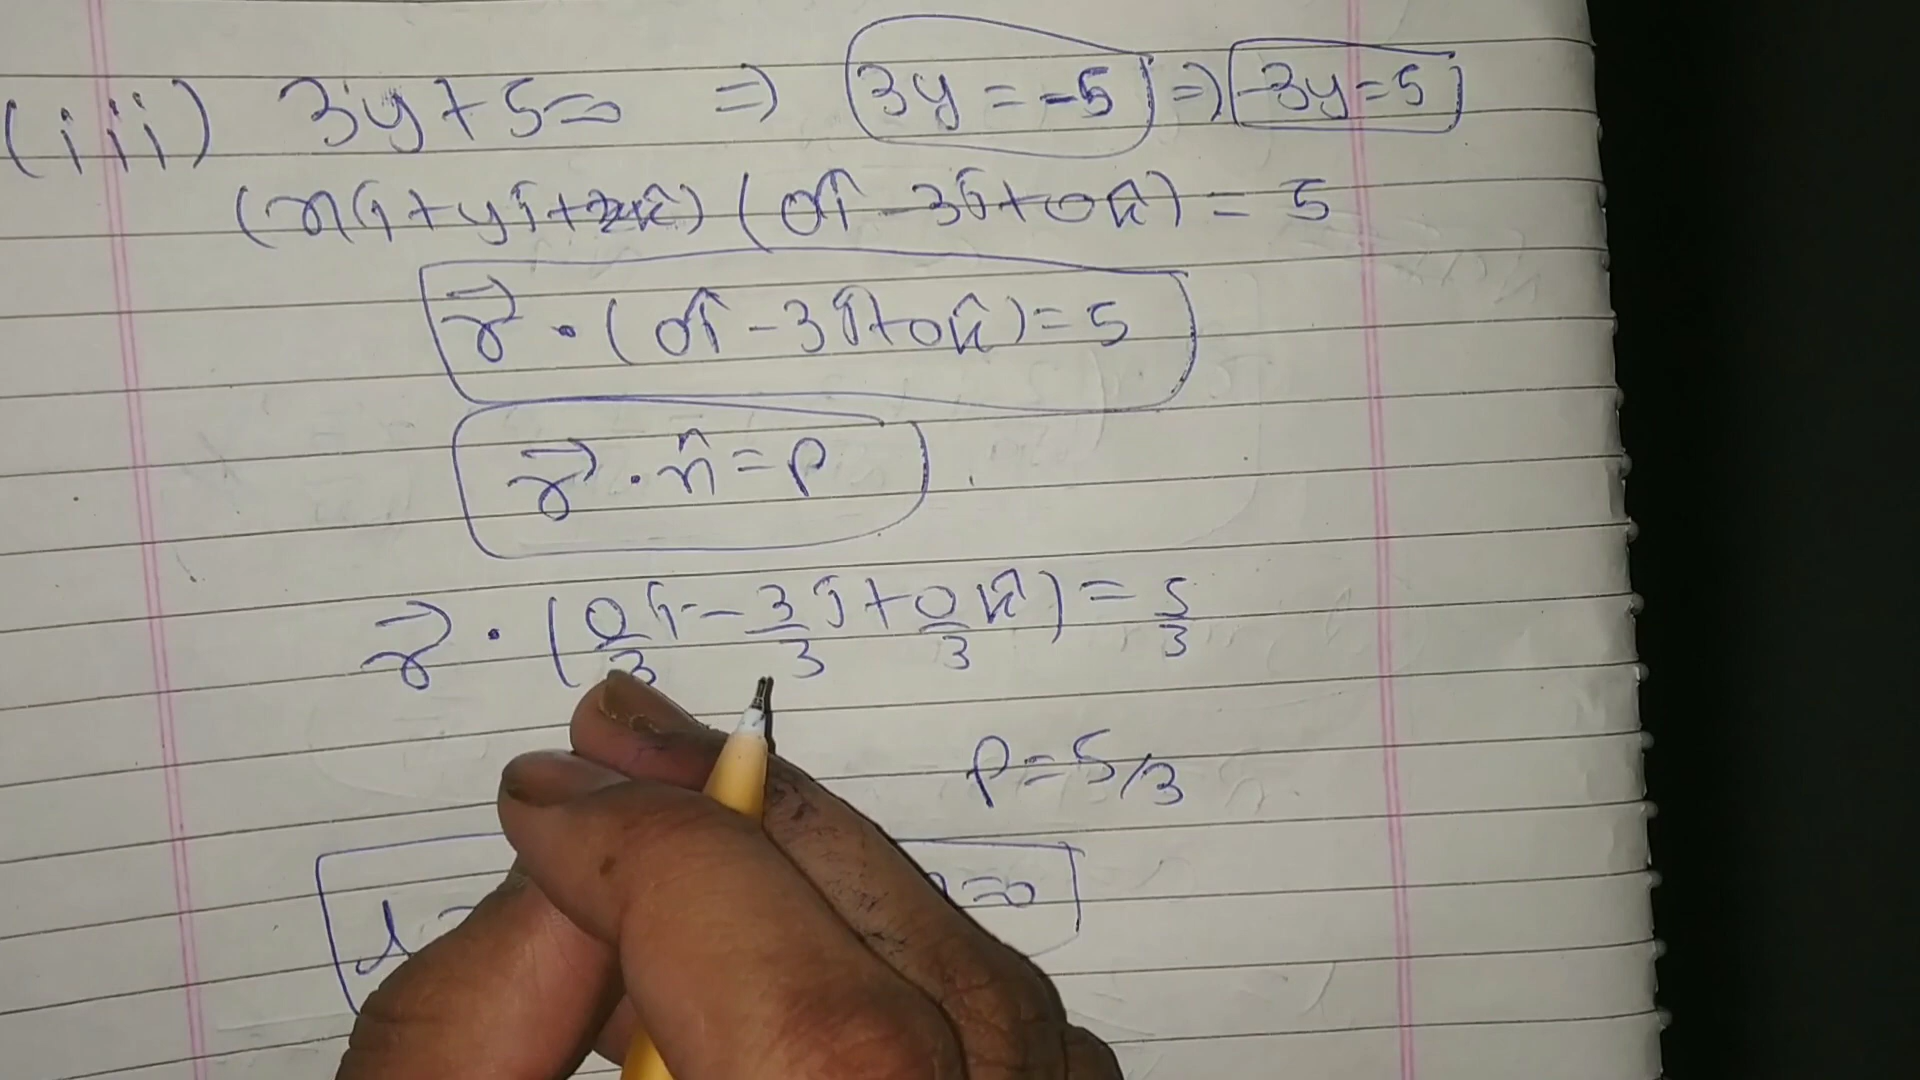 (iii) 3y+5=0 ⇒ 3y = -5 ⇒ -3y=5
(xî+yĵ+zk̂) (0î-3ĵ+0k̂) = 5
r⃗ · (0î-3ĵ+0k̂)=5
r⃗ · n̂ = p
r⃗ · (0/3 î - 3/3 ĵ + 0/3 k̂) = 5/3
p = 5/3
l = =0